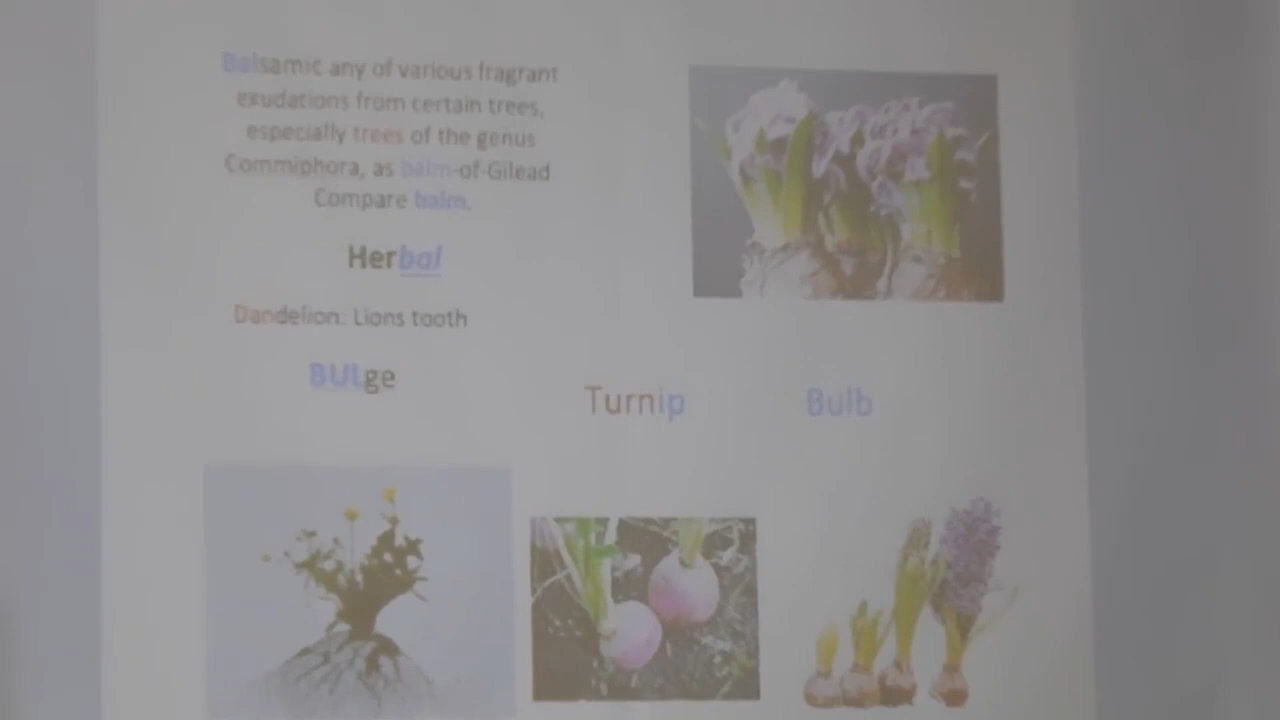 Balsamic any of various fragrant
exudations from certain trees,
especially trees of the genus
Commiphora, as balm-of-Gilead
Compare balm.
Herbal
Dandelion: Lions tooth
BULge
Turnip
Bulb